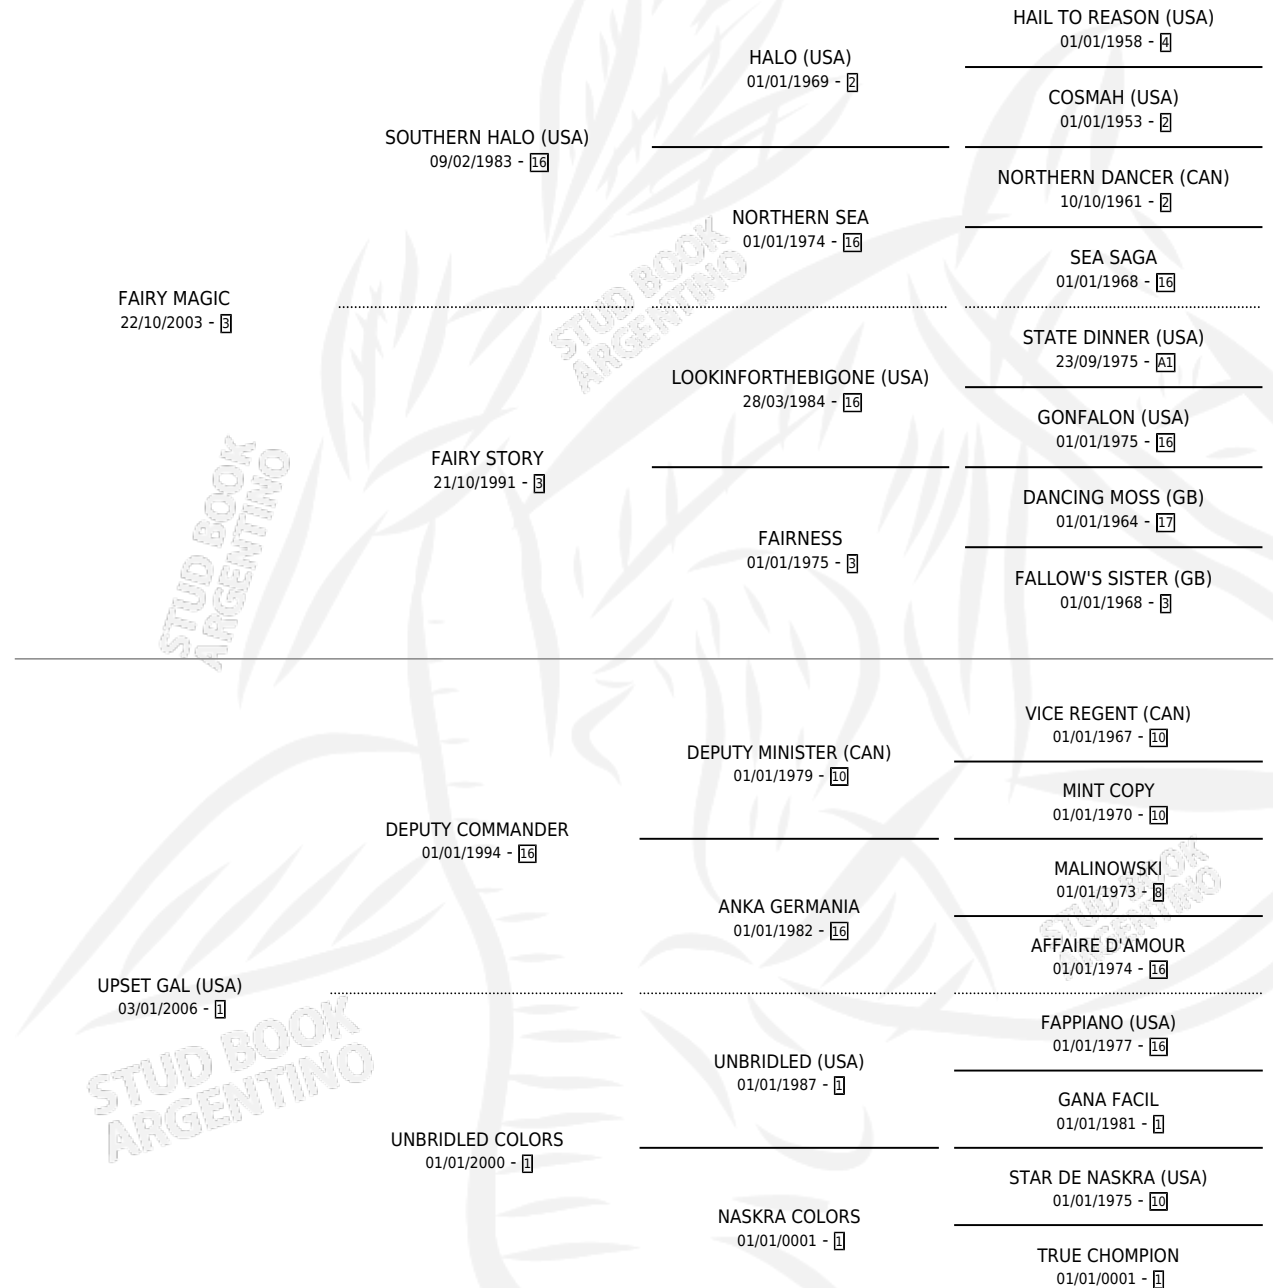 HAIL TO REASON (USA)
01/01/1958 - 4
HALO (USA)
01/01/1969 - 2
COSMAH (USA)
01/01/1953 - 2
SOUTHERN HALO (USA)
09/02/1983 - 16
NORTHERN DANCER (CAN)
10/10/1961 - 2
NORTHERN SEA
01/01/1974 - 16
SEA SAGA
01/01/1968 - 16
FAIRY MAGIC
22/10/2003 - 3
STUD BOOK
ARGENTINO
STATE DINNER (USA)
23/09/1975 - A1
LOOKINFORTHEBIGONE (USA)
28/03/1984 - 16
GONFALON (USA)
01/01/1975 - 16
FAIRY STORY
21/10/1991 - 3
DANCING MOSS (GB)
01/01/1964 - 17
FAIRNESS
01/01/1975 - 3
FALLOW'S SISTER (GB)
01/01/1968 - 3
STUD BOOK
ARGENTINO
VICE REGENT (CAN)
01/01/1967 - 10
DEPUTY MINISTER (CAN)
01/01/1979 - 10
MINT COPY
01/01/1970 - 10
DEPUTY COMMANDER
01/01/1994 - 16
MALINOWSKI
01/01/1973 - 8
ANKA GERMANIA
01/01/1982 - 16
AFFAIRE D'AMOUR
01/01/1974 - 16
STUD BOOK
ARGENTINO
UPSET GAL (USA)
03/01/2006 - 1
FAPPIANO (USA)
01/01/1977 - 16
UNBRIDLED (USA)
01/01/1987 - 1
GANA FACIL
01/01/1981 - 1
STUD BOOK
ARGENTINO
UNBRIDLED COLORS
01/01/2000 - 1
STAR DE NASKRA (USA)
01/01/1975 - 10
NASKRA COLORS
01/01/0001 - 1
TRUE CHOMPION
01/01/0001 - 1